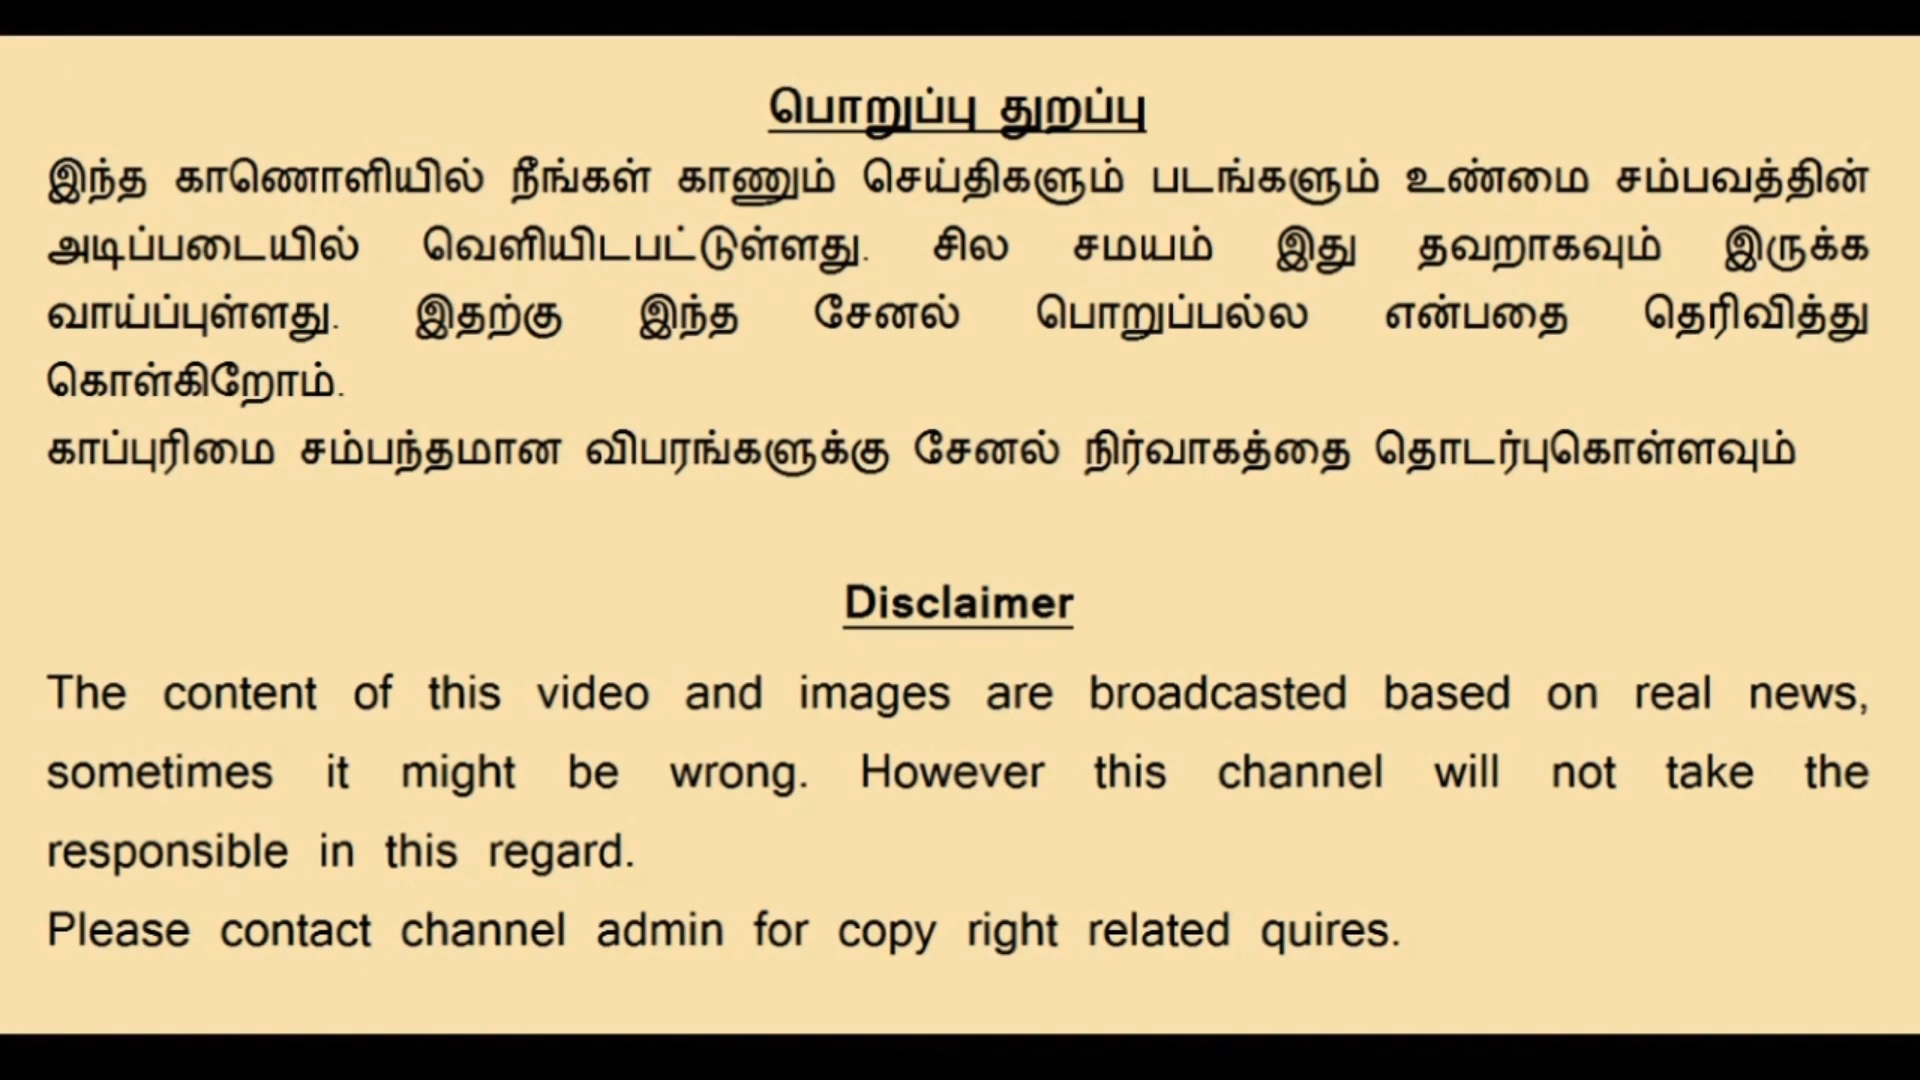 பொறுப்பு துறப்பு
இந்த காணொளியில் நீங்கள் காணும் செய்திகளும் படங்களும் உண்மை சம்பவத்தின்
அடிப்படையில் வெளியிடபட்டுள்ளது. சில சமயம் இது தவறாகவும் இருக்க
வாய்ப்புள்ளது. இதற்கு இந்த சேனல் பொறுப்பல்ல என்பதை தெரிவித்து
கொள்கிறோம்.
காப்புரிமை சம்பந்தமான விபரங்களுக்கு சேனல் நிர்வாகத்தை தொடர்புகொள்ளவும்
Disclaimer
The content of this video and images are broadcasted based on real news,
sometimes it might be wrong. However this channel will not take the
responsible in this regard.
Please contact channel admin for copy right related quires.